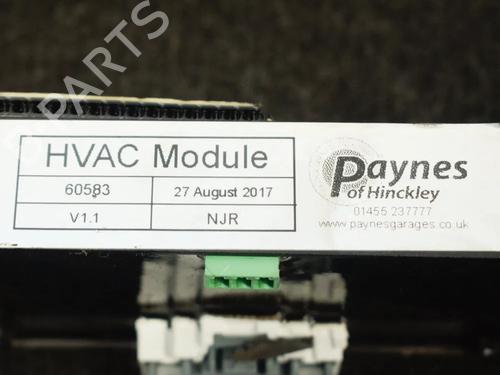 HVAC Module
60583 27 August 2017
V1.1 NJR
Paynes
of Hinckley
01455 237777
www.paynesgarages.co.uk
PARTS